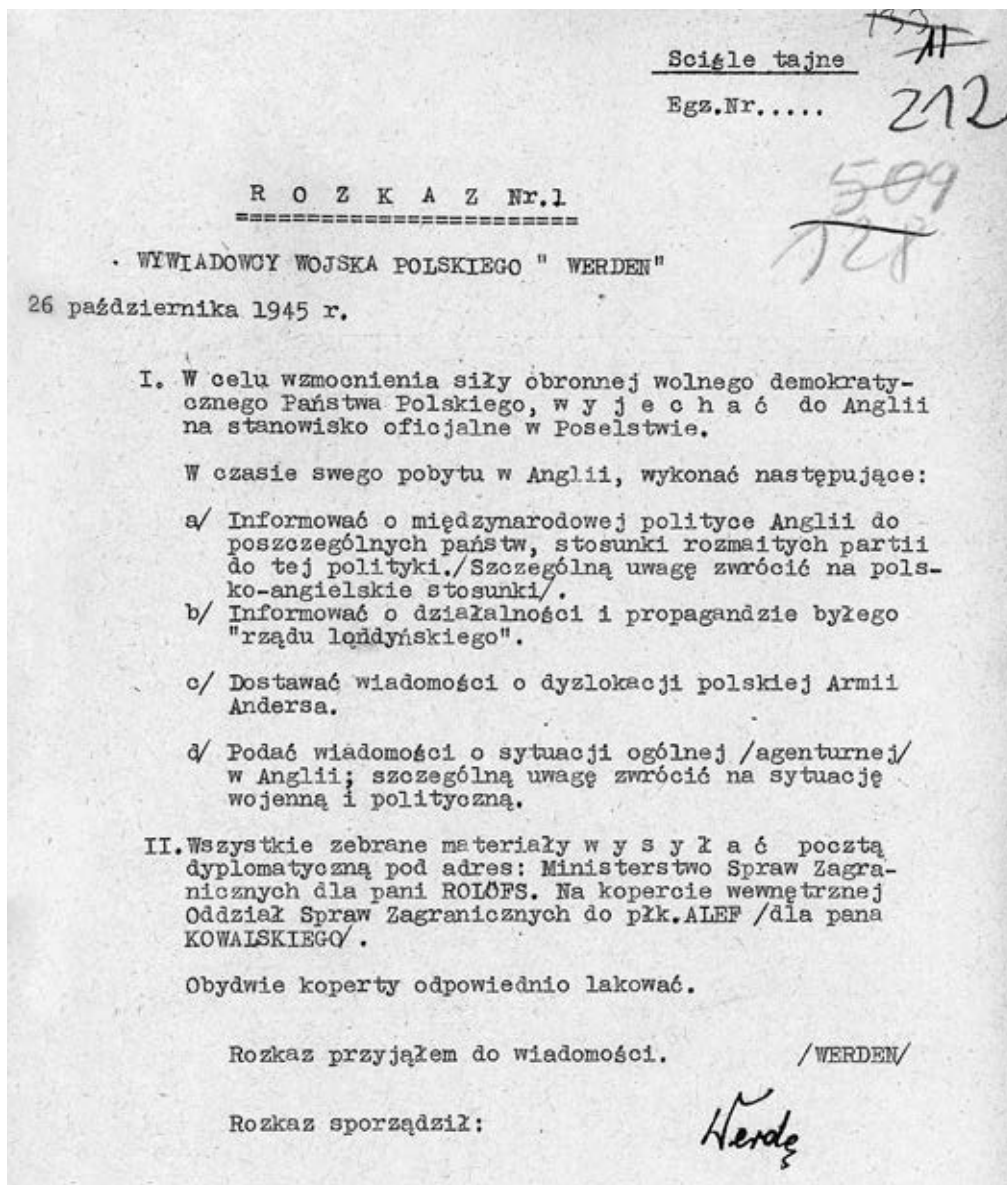 133
11
Scigle tajne
Egz.Nr.....
212
509
128
R O Z K A Z Nr.1
========================
. WYWIADOWCY WOJSKA POLSKIEGO " WERDEN"
26 października 1945 r.
I. W celu wzmocnienia siły obronnej wolnego demokraty-
cznego Państwa Polskiego, w y j e c h a ć do Anglii
na stanowisko oficjalne w Poselstwie.
W czasie swego pobytu w Anglii, wykonać następujące:
a/ Informować o międzynarodowej polityce Anglii do
poszczególnych państw, stosunki rozmaitych partii
do tej polityki./Szczególną uwagę zwrócić na pols-
ko-angielskie stosunki/.
b/ Informować o działalności i propagandzie byłego
"rządu londyńskiego".
c/ Dostawać wiadomości o dyzlokacji polskiej Armii
Andersa.
d/ Podać wiadomości o sytuacji ogólnej /agenturnej/
w Anglii; szczególną uwagę zwrócić na sytuację
wojenną i polityczną.
II.Wszystkie zebrane materiały w y s y ł a ć pocztą
dyplomatyczną pod adres: Ministerstwo Spraw Zagra-
nicznych dla pani ROLÖFS. Na kopercie wewnętrznej
Oddział Spraw Zagranicznych do płk.ALEF /dla pana
KOWALSKIEGO/.
Obydwie koperty odpowiednio lakować.
Rozkaz przyjąłem do wiadomości. /WERDEN/
Rozkaz sporządził:
Werdę